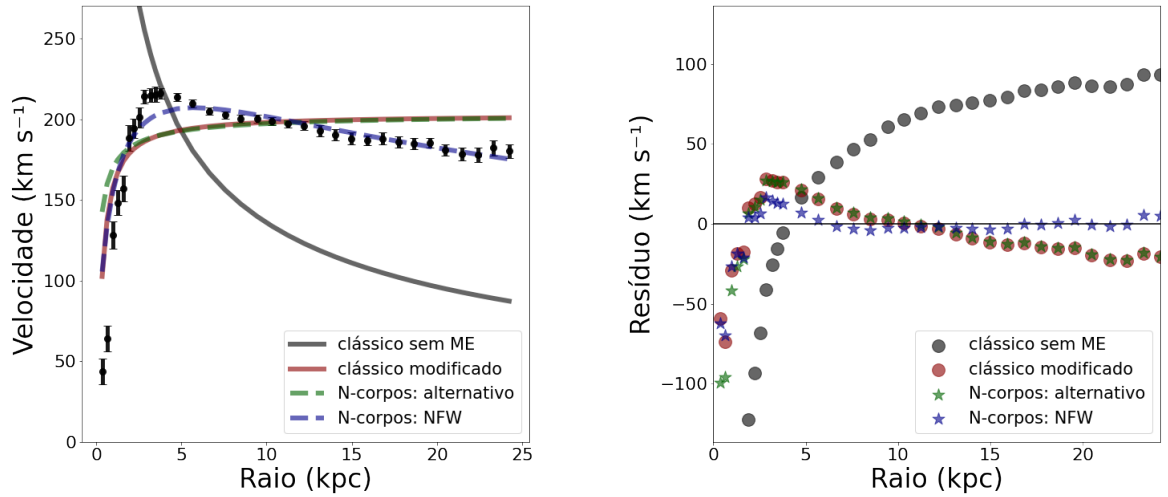 Velocidade (km s⁻¹)
250
200
150
100
50
0
0 5 10 15 20 25
Raio (kpc)
clássico sem ME
clássico modificado
N-corpos: alternativo
N-corpos: NFW
Resíduo (km s⁻¹)
100
50
0
−50
−100
0 5 10 15 20
Raio (kpc)
clássico sem ME
clássico modificado
N-corpos: alternativo
N-corpos: NFW